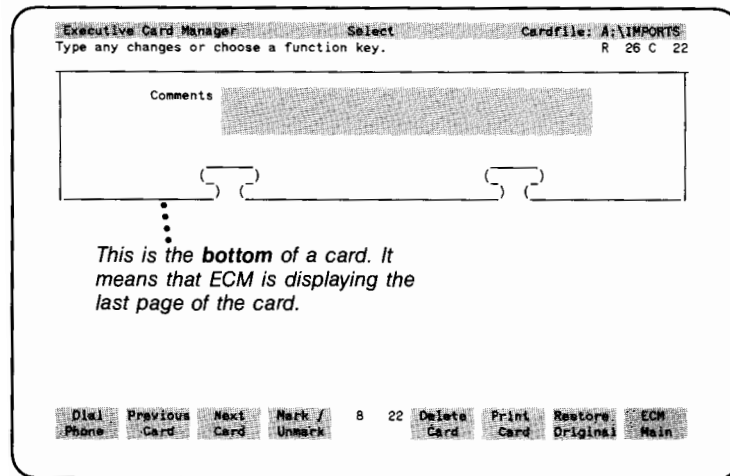 Executive Card Manager Select Cardfile: A:\IMPORTS
Type any changes or choose a function key. R 26 C 22
Comments
This is the bottom of a card. It
means that ECM is displaying the
last page of the card.
Dial Previous Next Mark / 8 22 Delete Print Restore ECM
Phone Card Card Unmark Card Card Original Main